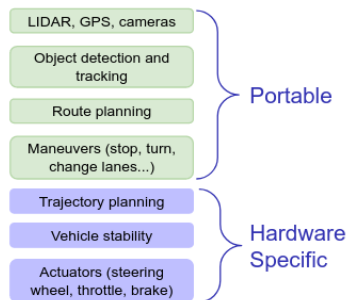 LIDAR, GPS, cameras
Object detection and
tracking
Route planning
Maneuvers (stop, turn,
change lanes...)
Portable
Trajectory planning
Vehicle stability
Actuators (steering
wheel, throttle, brake)
Hardware
Specific